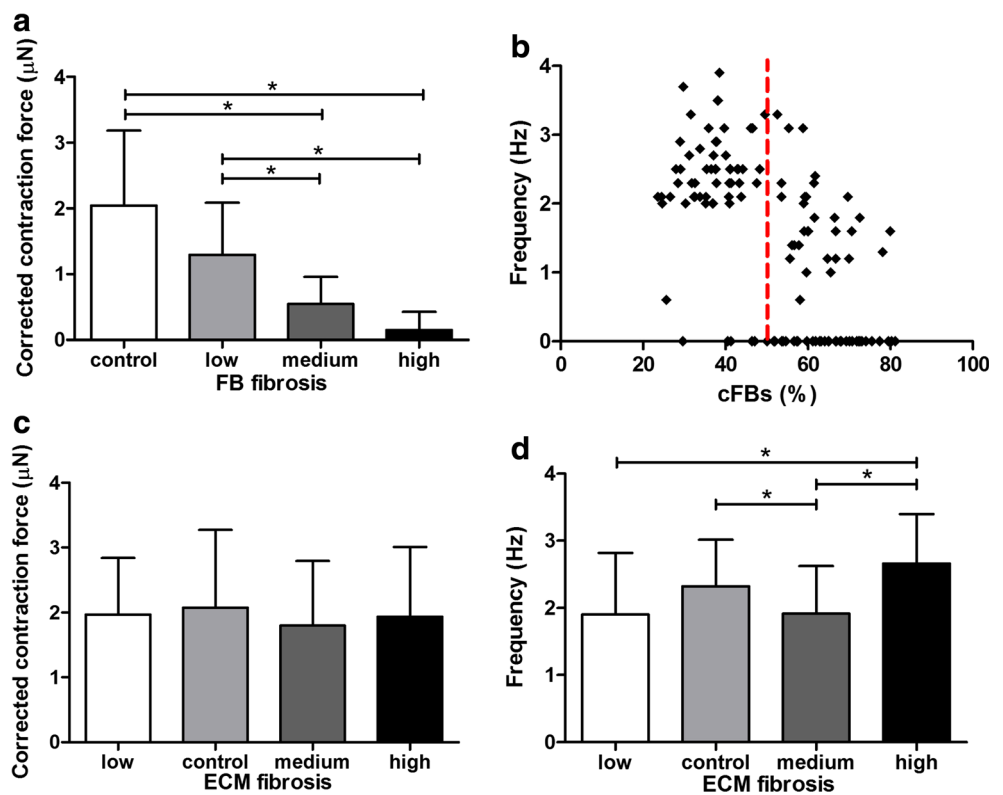 a
Corrected contraction force (μN)
4
3
2
1
0
* 
*
*
*
control low medium high
FB fibrosis
b
Frequency (Hz)
4
3
2
1
0
0 20 40 60 80 100
cFBs (%)
c
Corrected contraction force (μN)
4
3
2
1
0
low control medium high
ECM fibrosis
d
Frequency (Hz)
4
3
2
1
0
*
*
*
low control medium high
ECM fibrosis